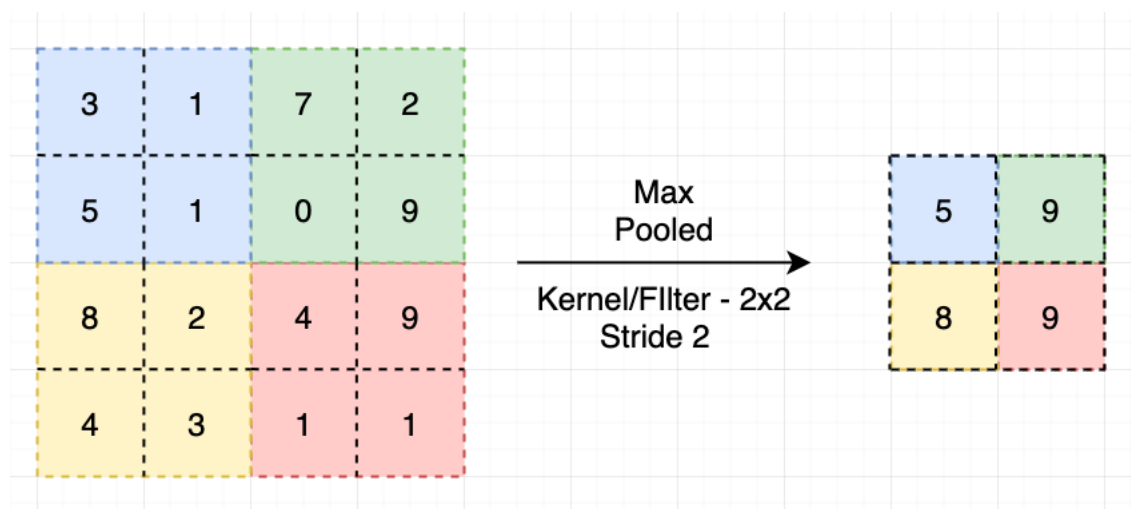 3 1 7 2
5 1 0 9
8 2 4 9
4 3 1 1
Max
Pooled
Kernel/FIlter - 2x2
Stride 2
5 9
8 9